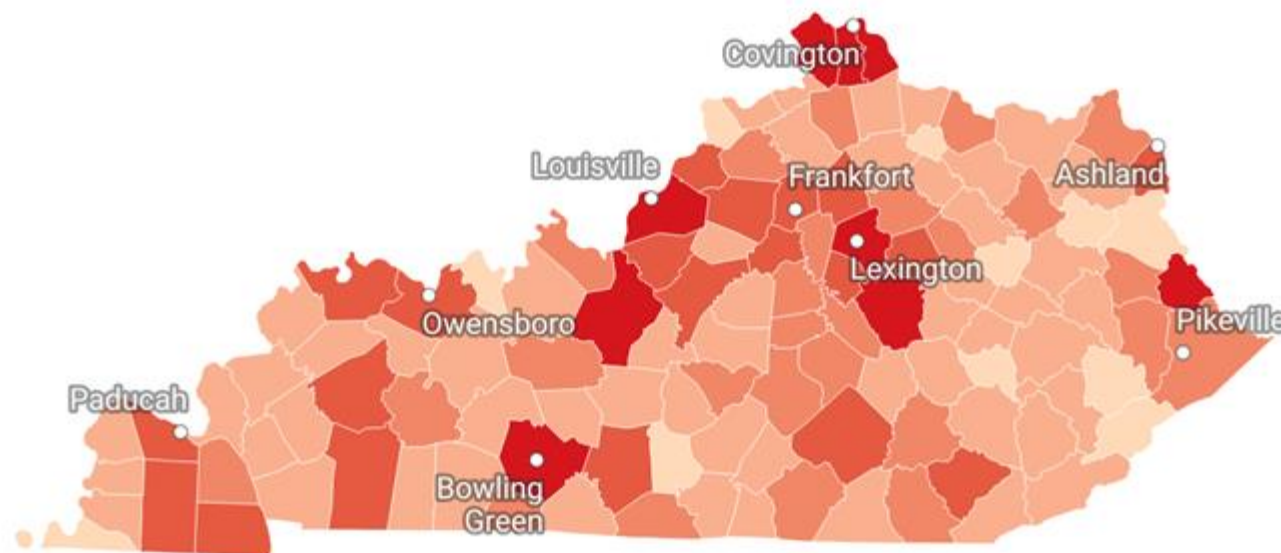 Covington
Louisville
Frankfort
Ashland
Lexington
Owensboro
Pikeville
Paducah
Bowling
Green